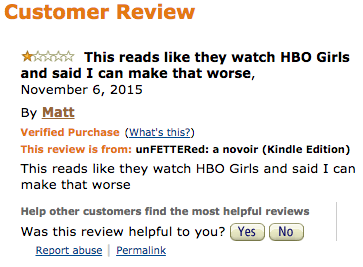 Customer Review
This reads like they watch HBO Girls
and said I can make that worse,
November 6, 2015
By Matt
Verified Purchase (What's this?)
This review is from: unFETTERed: a novoir (Kindle Edition)
This reads like they watch HBO Girls and said I can
make that worse
Help other customers find the most helpful reviews
Was this review helpful to you? Yes No
Report abuse | Permalink